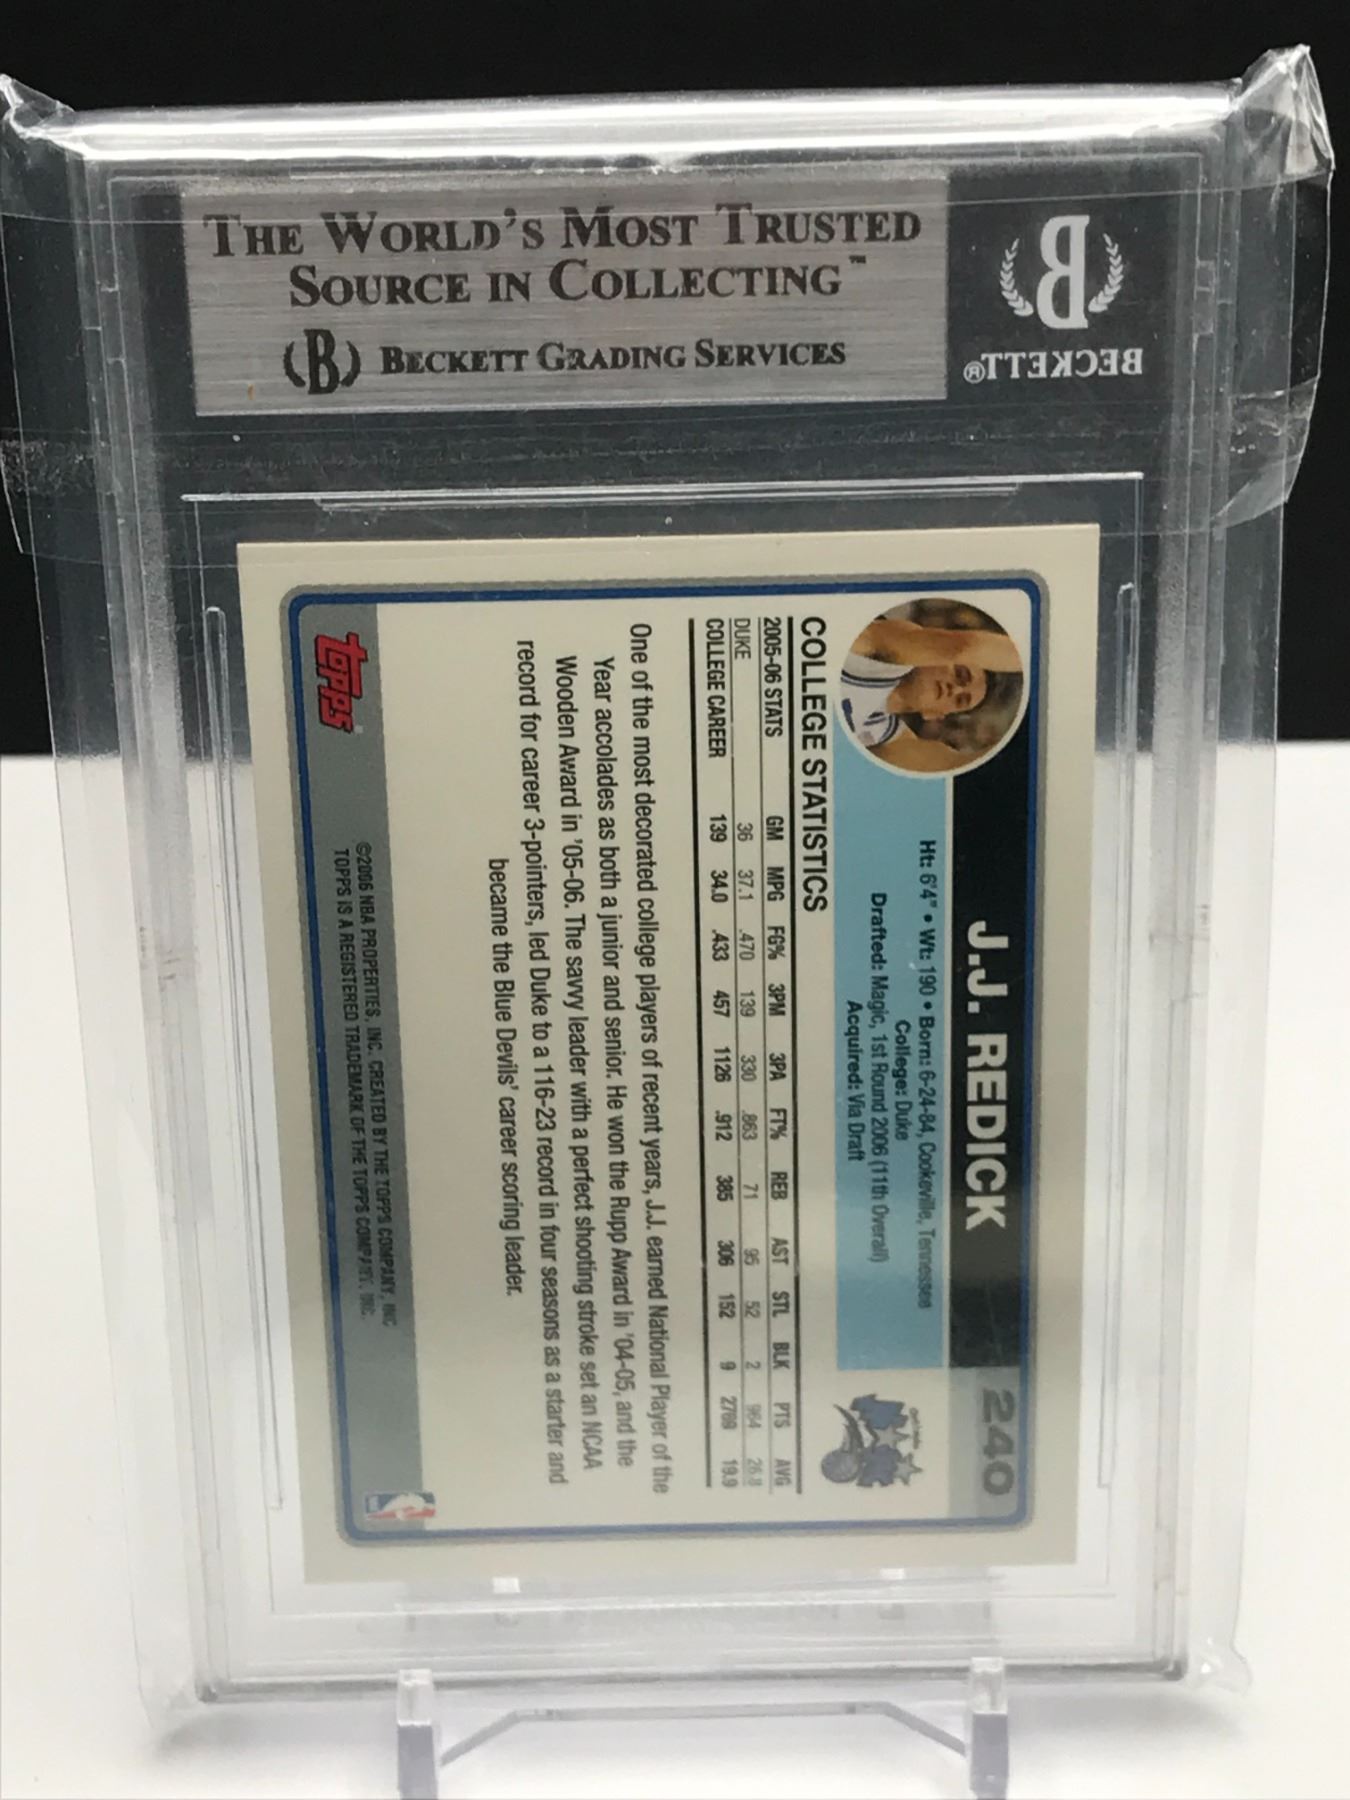 THE WORLD'S MOST TRUSTED
SOURCE IN COLLECTING™
(B) BECKETT GRADING SERVICES
B
BECKETT®
J.J. REDICK
240
Ht: 6'4" • Wt: 190 • Born: 6-24-84, Cookeville, Tennessee
College: Duke
Drafted: Magic, 1st Round 2006 (11th Overall)
Acquired: Via Draft
COLLEGE STATISTICS
2005-06 STATS GM MPG FG% 3PM 3PA FT% REB AST STL BLK PTS AVG
DUKE 36 37.1 .470 139 330 .863 71 95 52 2 964 26.8
COLLEGE CAREER 139 34.0 .433 457 1126 .912 385 306 152 9 2769 19.9
One of the most decorated college players of recent years, J.J. earned National Player of the
Year accolades as both a junior and senior. He won the Rupp Award in '04-05, and the
Wooden Award in '05-06. The savvy leader with a perfect shooting stroke set an NCAA
record for career 3-pointers, led Duke to a 116-23 record in four seasons as a starter and
became the Blue Devils' career scoring leader.
topps
©2006 NBA PROPERTIES, INC. CREATED BY THE TOPPS COMPANY, INC
TOPPS IS A REGISTERED TRADEMARK OF THE TOPPS COMPANY, INC.